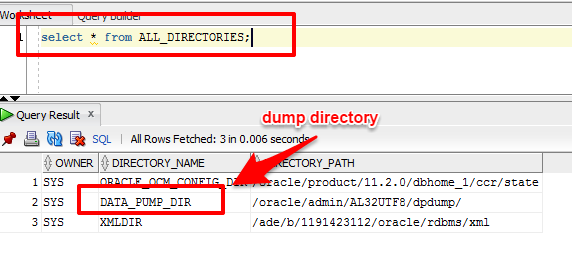 Worksheet Query Builder
1 select * from ALL_DIRECTORIES;
Query Result x
dump directory
SQL | All Rows Fetched: 3 in 0.006 seconds
OWNER DIRECTORY_NAME DIRECTORY_PATH
1 SYS ORACLE_OCM_CONFIG_DIR /oracle/product/11.2.0/dbhome_1/ccr/state
2 SYS DATA_PUMP_DIR /oracle/admin/AL32UTF8/dpdump/
3 SYS XMLDIR /ade/b/1191423112/oracle/rdbms/xml